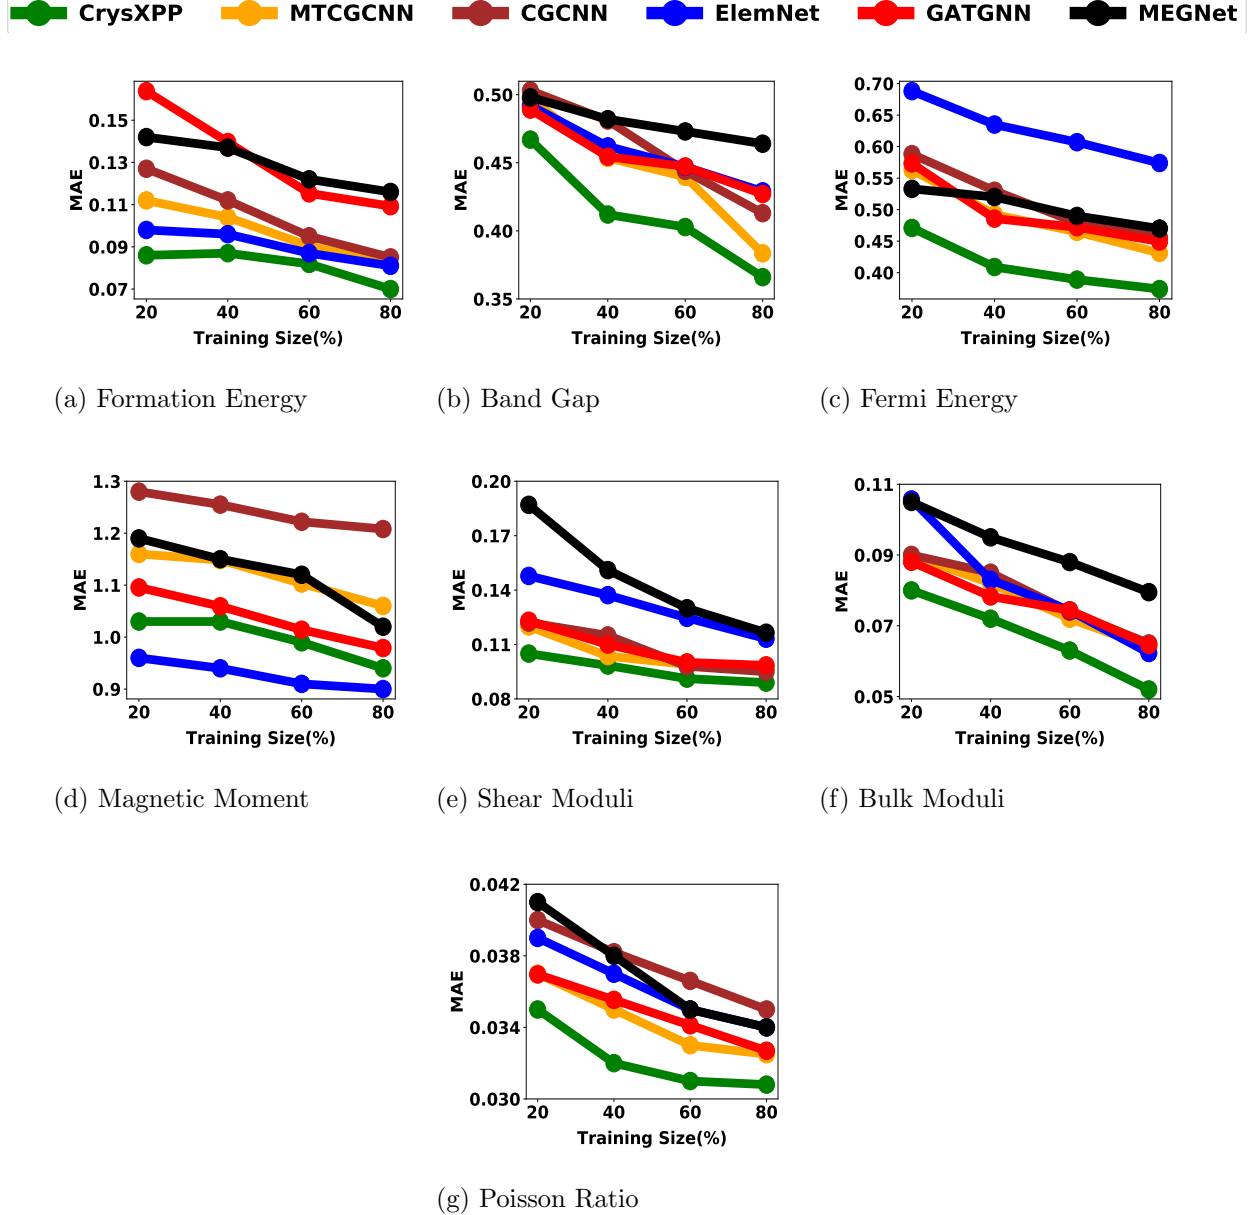 CrysXPP MTCGCNN CGCNN ElemNet GATGNN MEGNet
0.15
0.13
0.11
0.09
0.07
MAE
20 40 60 80
Training Size(%)
(a) Formation Energy
0.50
0.45
0.40
0.35
MAE
20 40 60 80
Training Size(%)
(b) Band Gap
0.70
0.65
0.60
0.55
0.50
0.45
0.40
MAE
20 40 60 80
Training Size(%)
(c) Fermi Energy
1.3
1.2
1.1
1.0
0.9
MAE
20 40 60 80
Training Size(%)
(d) Magnetic Moment
0.20
0.17
0.14
0.11
0.08
MAE
20 40 60 80
Training Size(%)
(e) Shear Moduli
0.11
0.09
0.07
0.05
MAE
20 40 60 80
Training Size(%)
(f) Bulk Moduli
0.042
0.038
0.034
0.030
MAE
20 40 60 80
Training Size(%)
(g) Poisson Ratio